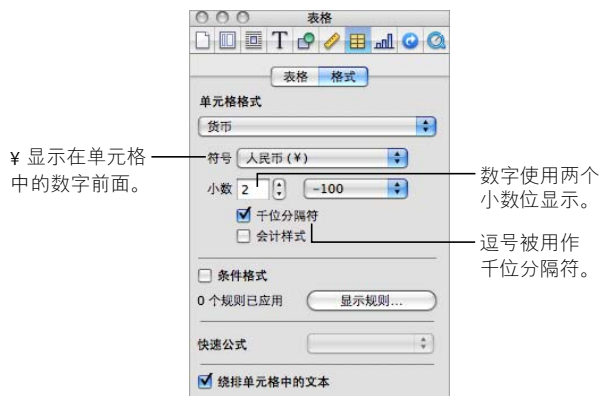 表格
表格 格式
单元格格式
货币
¥ 显示在单元格
中的数字前面。
符号 人民币 (¥)
小数 2 -100
数字使用两个
小数位显示。
千位分隔符
会计样式
逗号被用作
千位分隔符。
条件格式
0 个规则已应用 显示规则...
快速公式
绕排单元格中的文本